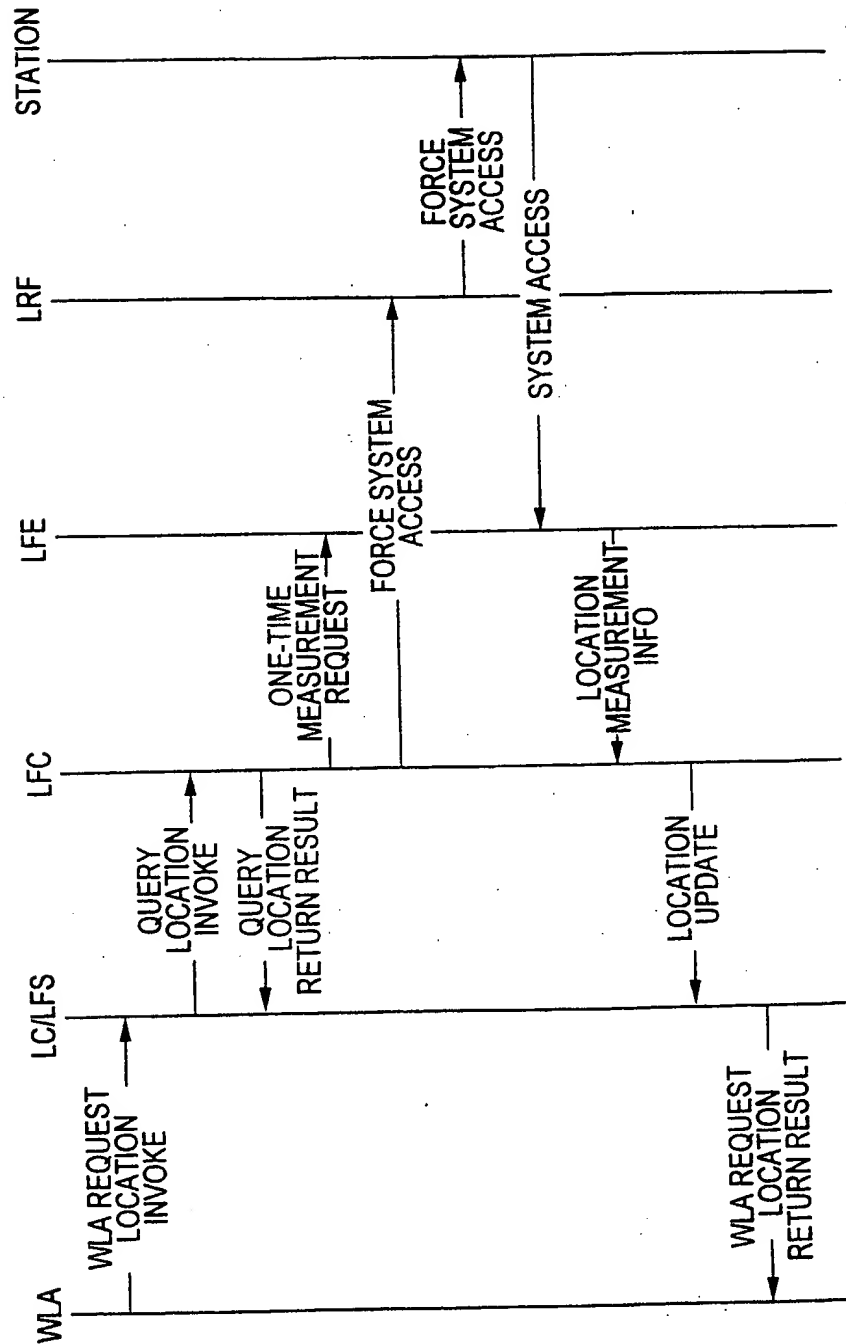 WLA
LC/LFS
LFC
LFE
LRF
STATION
WLA REQUEST
LOCATION
INVOKE
QUERY
LOCATION
INVOKE
QUERY
LOCATION
RETURN RESULT
ONE-TIME
MEASUREMENT
REQUEST
FORCE SYSTEM
ACCESS
FORCE
SYSTEM
ACCESS
SYSTEM ACCESS
LOCATION
MEASUREMENT
INFO
LOCATION
UPDATE
WLA REQUEST
LOCATION
RETURN RESULT